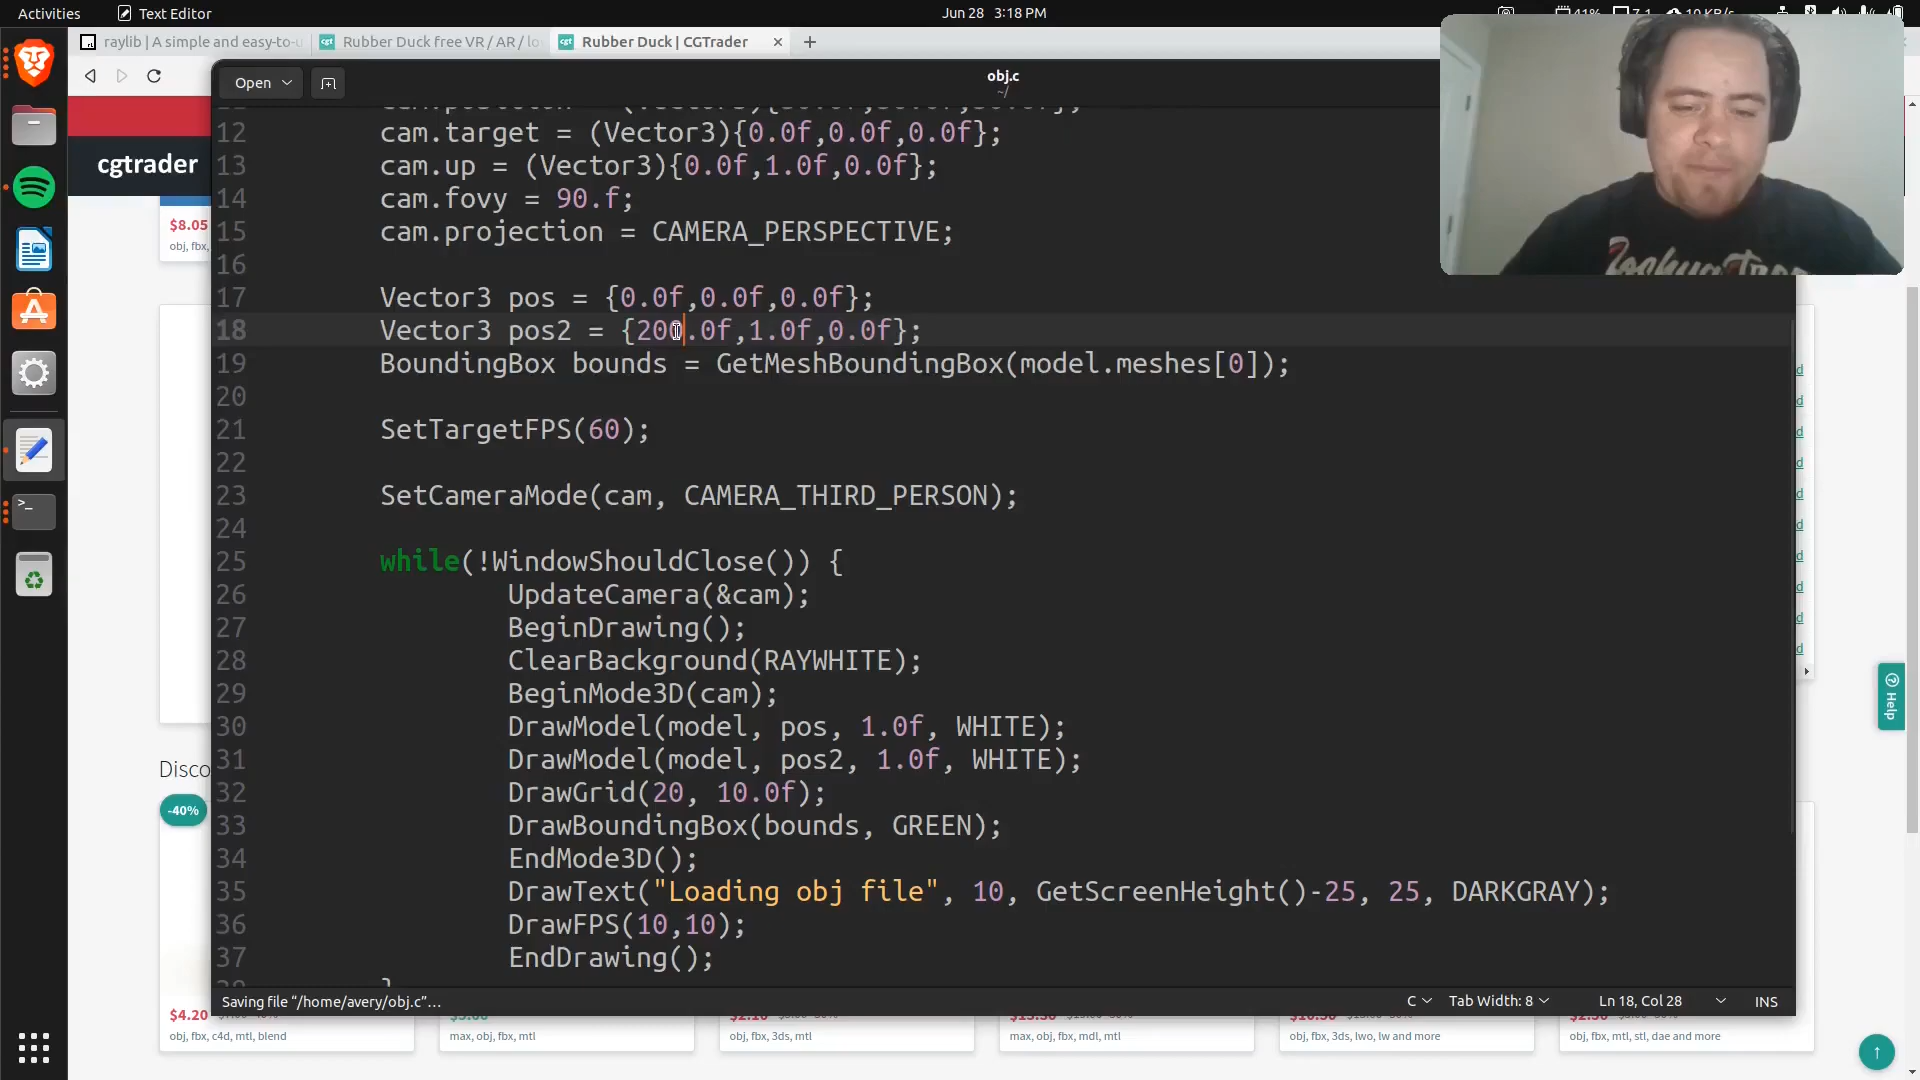 Activities
Text Editor
Jun 28 3:18 PM
41%
7.1
10 KB/s
raylib | A simple and easy-to-u
Rubber Duck free VR / AR / lo
Rubber Duck | CGTrader
Open
obj.c
~/
cgtrader
$8.05
obj, fbx,
12 cam.target = (Vector3){0.0f,0.0f,0.0f};
13 cam.up = (Vector3){0.0f,1.0f,0.0f};
14 cam.fovy = 90.f;
15 cam.projection = CAMERA_PERSPECTIVE;
16
17 Vector3 pos = {0.0f,0.0f,0.0f};
18 Vector3 pos2 = {200.0f,1.0f,0.0f};
19 BoundingBox bounds = GetMeshBoundingBox(model.meshes[0]);
20
21 SetTargetFPS(60);
22
23 SetCameraMode(cam, CAMERA_THIRD_PERSON);
24
25 while(!WindowShouldClose()) {
26 UpdateCamera(&cam);
27 BeginDrawing();
28 ClearBackground(RAYWHITE);
29 BeginMode3D(cam);
30 DrawModel(model, pos, 1.0f, WHITE);
31 DrawModel(model, pos2, 1.0f, WHITE);
32 DrawGrid(20, 10.0f);
33 DrawBoundingBox(bounds, GREEN);
34 EndMode3D();
35 DrawText("Loading obj file", 10, GetScreenHeight()-25, 25, DARKGRAY);
36 DrawFPS(10,10);
37 EndDrawing();
Help
Disco
-40%
Saving file “/home/avery/obj.c”…
C
Tab Width: 8
Ln 18, Col 28
INS
$4.20
obj, fbx, c4d, mtl, blend
max, obj, fbx, mtl
obj, fbx, 3ds, mtl
max, obj, fbx, mdl, mtl
obj, fbx, 3ds, lwo, lw and more
obj, fbx, mtl, stl, dae and more